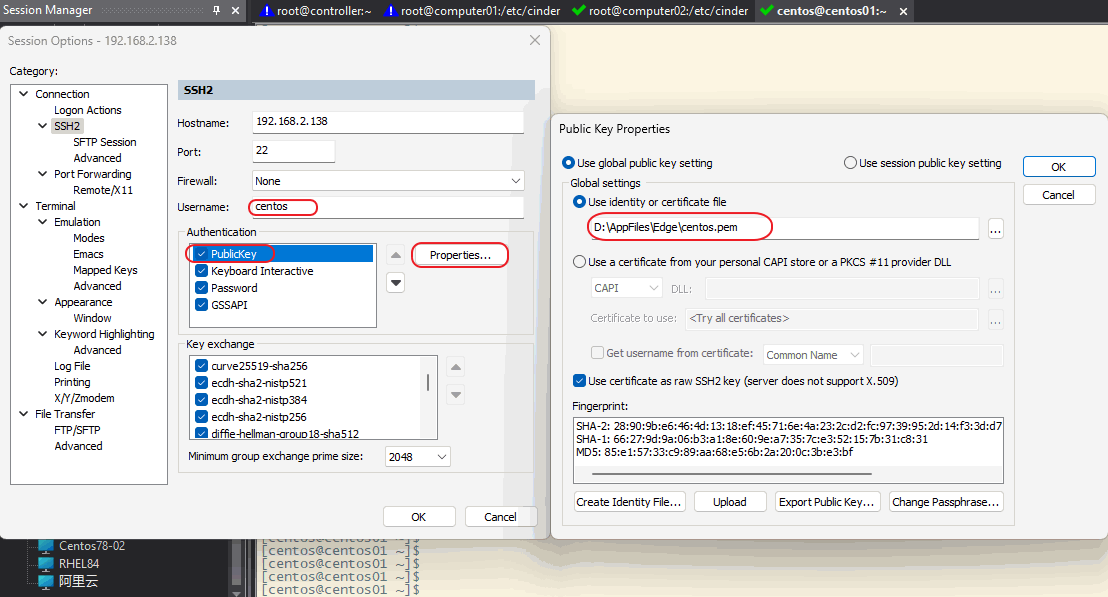 Session Manager
root@controller:~
root@computer01:/etc/cinder
root@computer02:/etc/cinder
centos@centos01:~
Session Options - 192.168.2.138
Category:
Connection
Logon Actions
SSH2
SFTP Session
Advanced
Port Forwarding
Remote/X11
Terminal
Emulation
Modes
Emacs
Mapped Keys
Advanced
Appearance
Window
Keyword Highlighting
Advanced
Log File
Printing
X/Y/Zmodem
File Transfer
FTP/SFTP
Advanced
SSH2
Hostname: 192.168.2.138
Port: 22
Firewall: None
Username: centos
Authentication
PublicKey
Properties...
Keyboard Interactive
Password
GSSAPI
Key exchange
curve25519-sha256
ecdh-sha2-nistp521
ecdh-sha2-nistp384
ecdh-sha2-nistp256
diffie-hellman-group18-sha512
Minimum group exchange prime size: 2048
OK Cancel
Public Key Properties
Use global public key setting Use session public key setting
OK
Cancel
Global settings
Use identity or certificate file
D:\AppFiles\Edge\centos.pem ...
Use a certificate from your personal CAPI store or a PKCS #11 provider DLL
CAPI DLL: ...
Certificate to use: <Try all certificates> ...
Get username from certificate: Common Name
Use certificate as raw SSH2 key (server does not support X.509)
Fingerprint:
SHA-2: 28:90:9b:e6:46:4d:13:18:ef:45:71:6e:4a:23:2c:d2:fc:97:39:95:2d:14:f3:3d:d7
SHA-1: 66:27:9d:9a:06:b3:a1:8e:60:9e:a7:35:7c:e3:52:15:7b:31:c8:31
MD5: 85:e1:57:33:c9:89:aa:68:e5:6b:2a:20:0c:3b:e3:bf
Create Identity File... Upload Export Public Key... Change Passphrase...
Centos78-02
RHEL84
阿里云
[centos@centos01 ~]$
[centos@centos01 ~]$
[centos@centos01 ~]$
[centos@centos01 ~]$